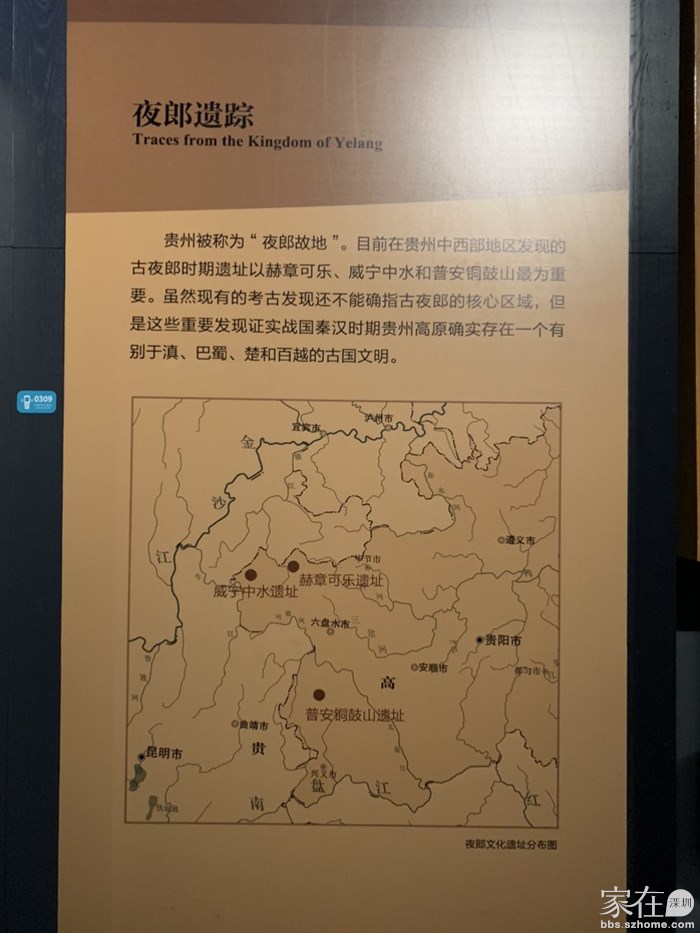 夜郎遗踪
Traces from the Kingdom of Yelang
贵州被称为“夜郎故地”。目前在贵州中西部地区发现的
古夜郎时期遗址以赫章可乐、威宁中水和普安铜鼓山最为重
要。虽然现有的考古发现还不能确指古夜郎的核心区域，但
是这些重要发现证实战国秦汉时期贵州高原确实存在一个有
别于滇、巴蜀、楚和百越的古国文明。
0309
泸州市
宜宾市
金
沙
江
遵义市
毕节市
赫章可乐遗址
威宁中水遗址
六盘水市
三
贵阳市
安顺市
都匀市
高
普安铜鼓山遗址
曲靖市
贵
昆明市
兴义市
盘
江
南
红
夜郎文化遗址分布图
家在深圳
bbs.szhome.com